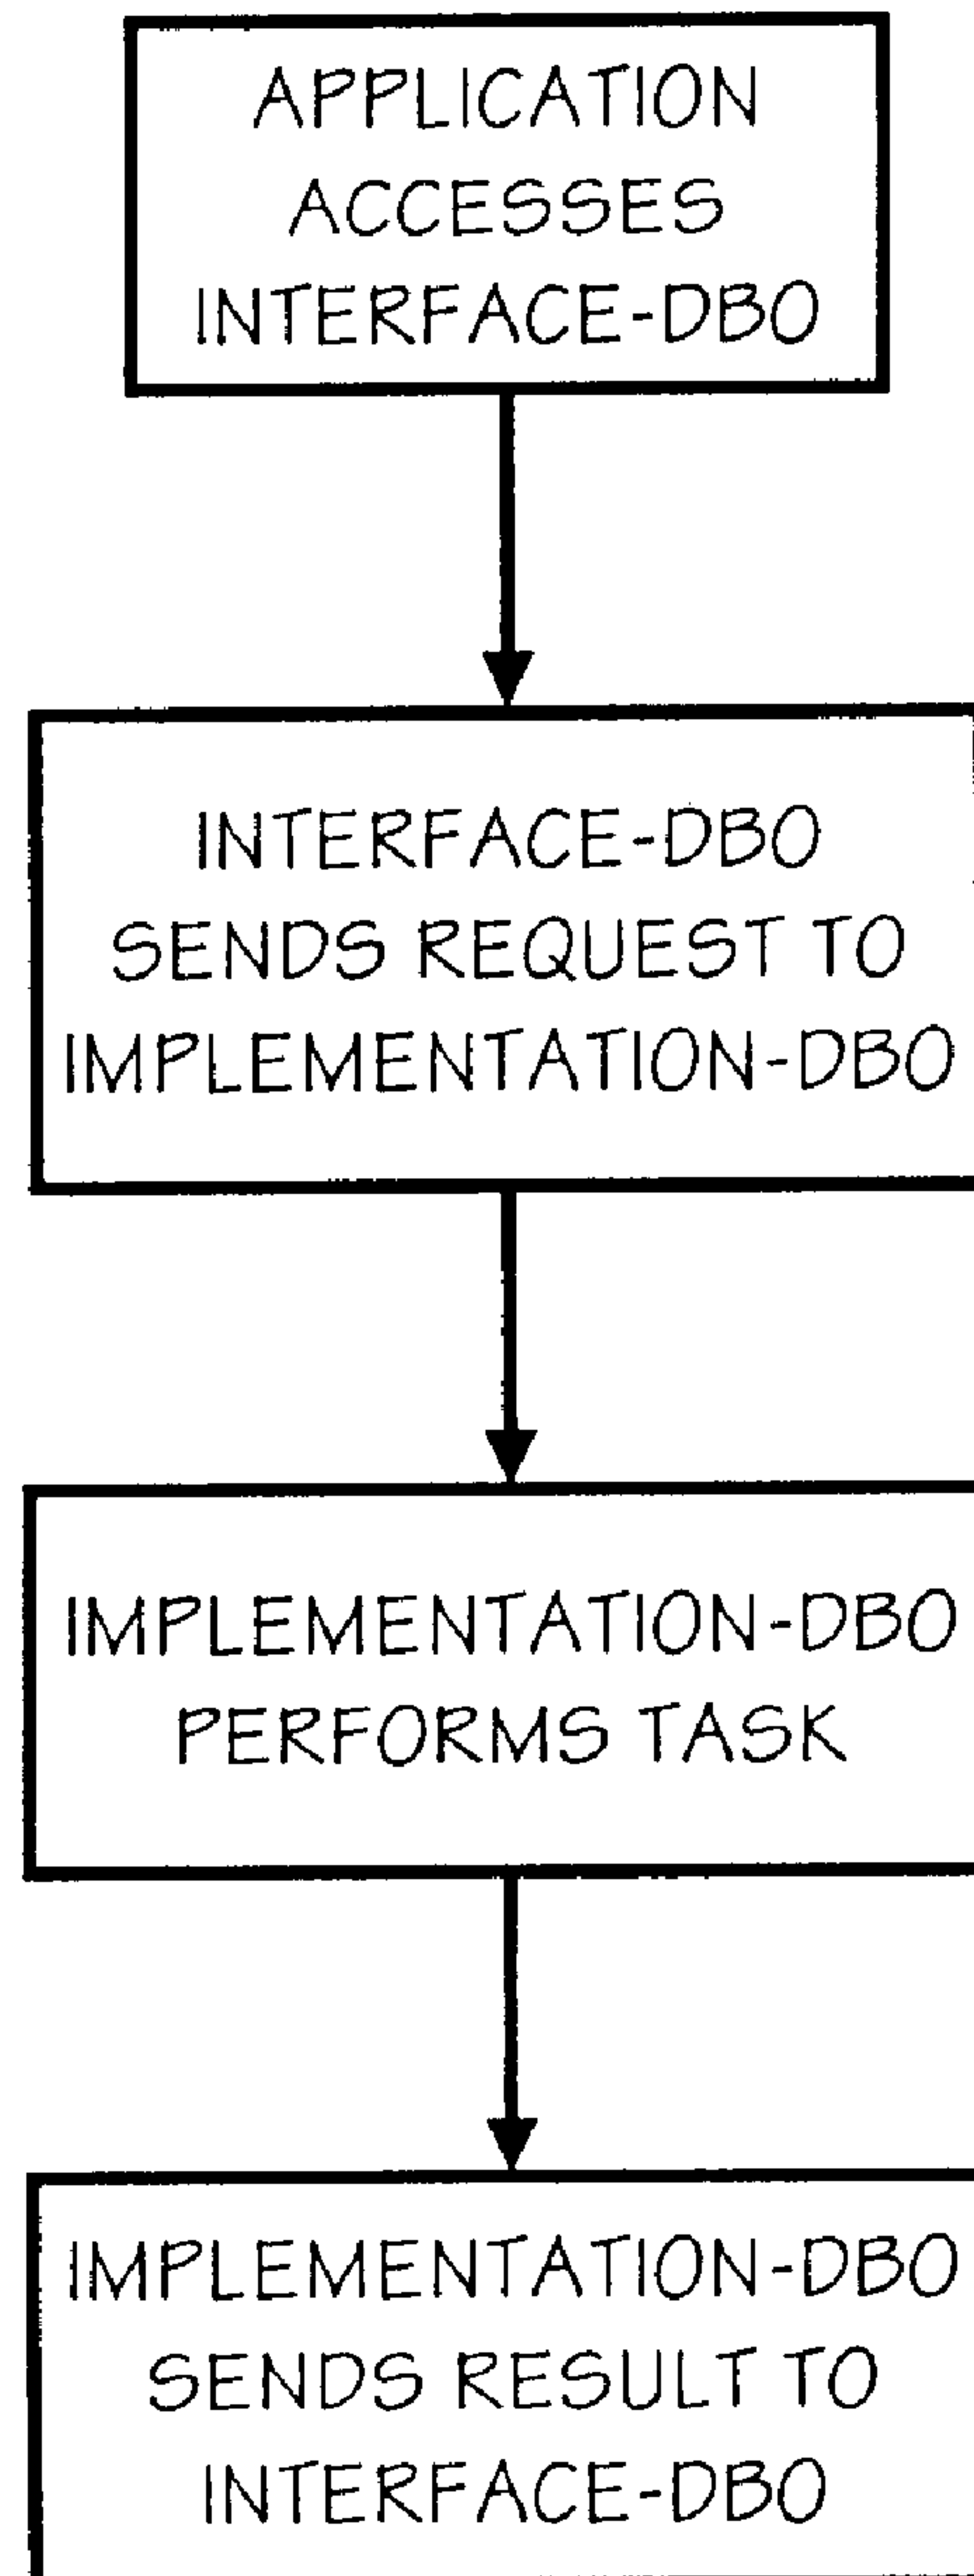 APPLICATION
ACCESSES
INTERFACE-DBO
INTERFACE-DBO
SENDS REQUEST TO
IMPLEMENTATION-DBO
IMPLEMENTATION-DBO
PERFORMS TASK
IMPLEMENTATION-DBO
SENDS RESULT TO
INTERFACE-DBO